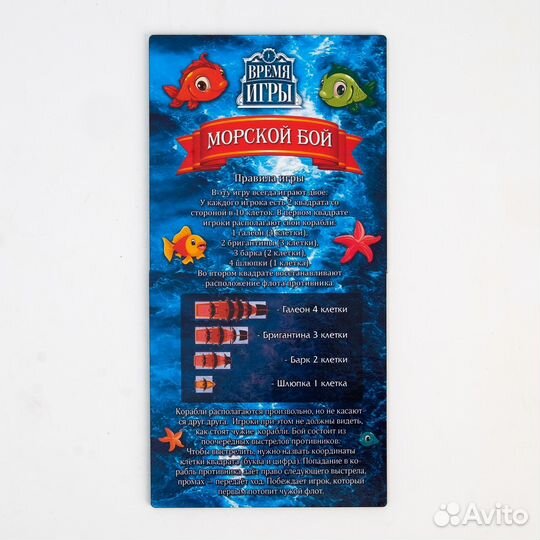 ВРЕМЯ
ИГРЫ
МОРСКОЙ БОЙ
Правила игры
В эту игру всегда играют двое.
У каждого игрока есть 2 квадрата со
стороной в 10 клеток. В первом квадрате
игроки располагают свои корабли
1 галеон (4 клетки),
2 бригантины (3 клетки),
3 барка (2 клетки),
4 шлюпки (1 клетка).
Во втором квадрате восстанавливают
расположение флота противника
- Галеон 4 клетки
- Бригантина 3 клетки
- Барк 2 клетки
- Шлюпка 1 клетка
Корабли располагаются произвольно, но не касают
ся друг друга. Игроки при этом не должны видеть,
как стоят чужие корабли. Бой состоит из
поочередных выстрелов противников.
Чтобы выстрелить, нужно назвать координаты
клетки квадрата (буква и цифра). Попадание в ко-
рабль противника дает право следующего выстрела,
промах — передает ход. Побеждает игрок, который
первым потопит чужой флот.
Avito